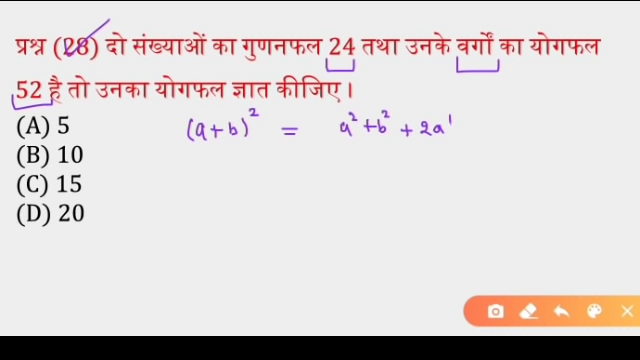 प्रश्न (28) दो संख्याओं का गुणनफल 24 तथा उनके वर्गों का योगफल
52 है तो उनका योगफल ज्ञात कीजिए।
(A) 5
(a+b)² = a²+b²+2a
(B) 10
(C) 15
(D) 20